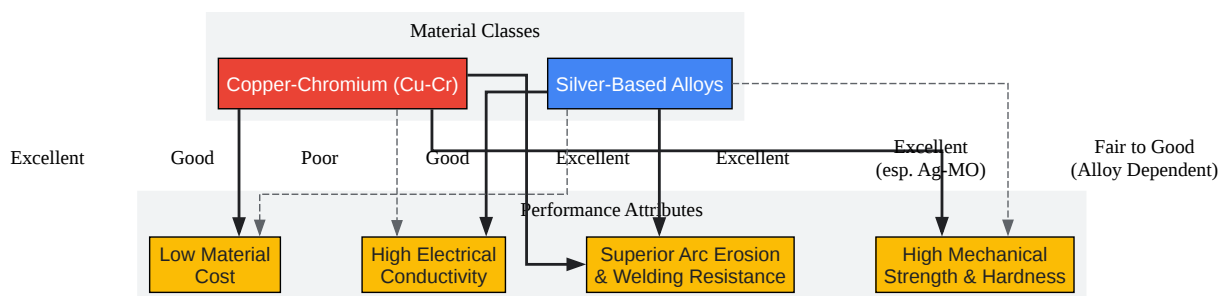 Material Classes
Copper-Chromium (Cu-Cr)
Silver-Based Alloys
Excellent
Good
Poor
Good
Excellent
Excellent
Excellent
(esp. Ag-MO)
Fair to Good
(Alloy Dependent)
Performance Attributes
Low Material
Cost
High Electrical
Conductivity
Superior Arc Erosion
& Welding Resistance
High Mechanical
Strength & Hardness